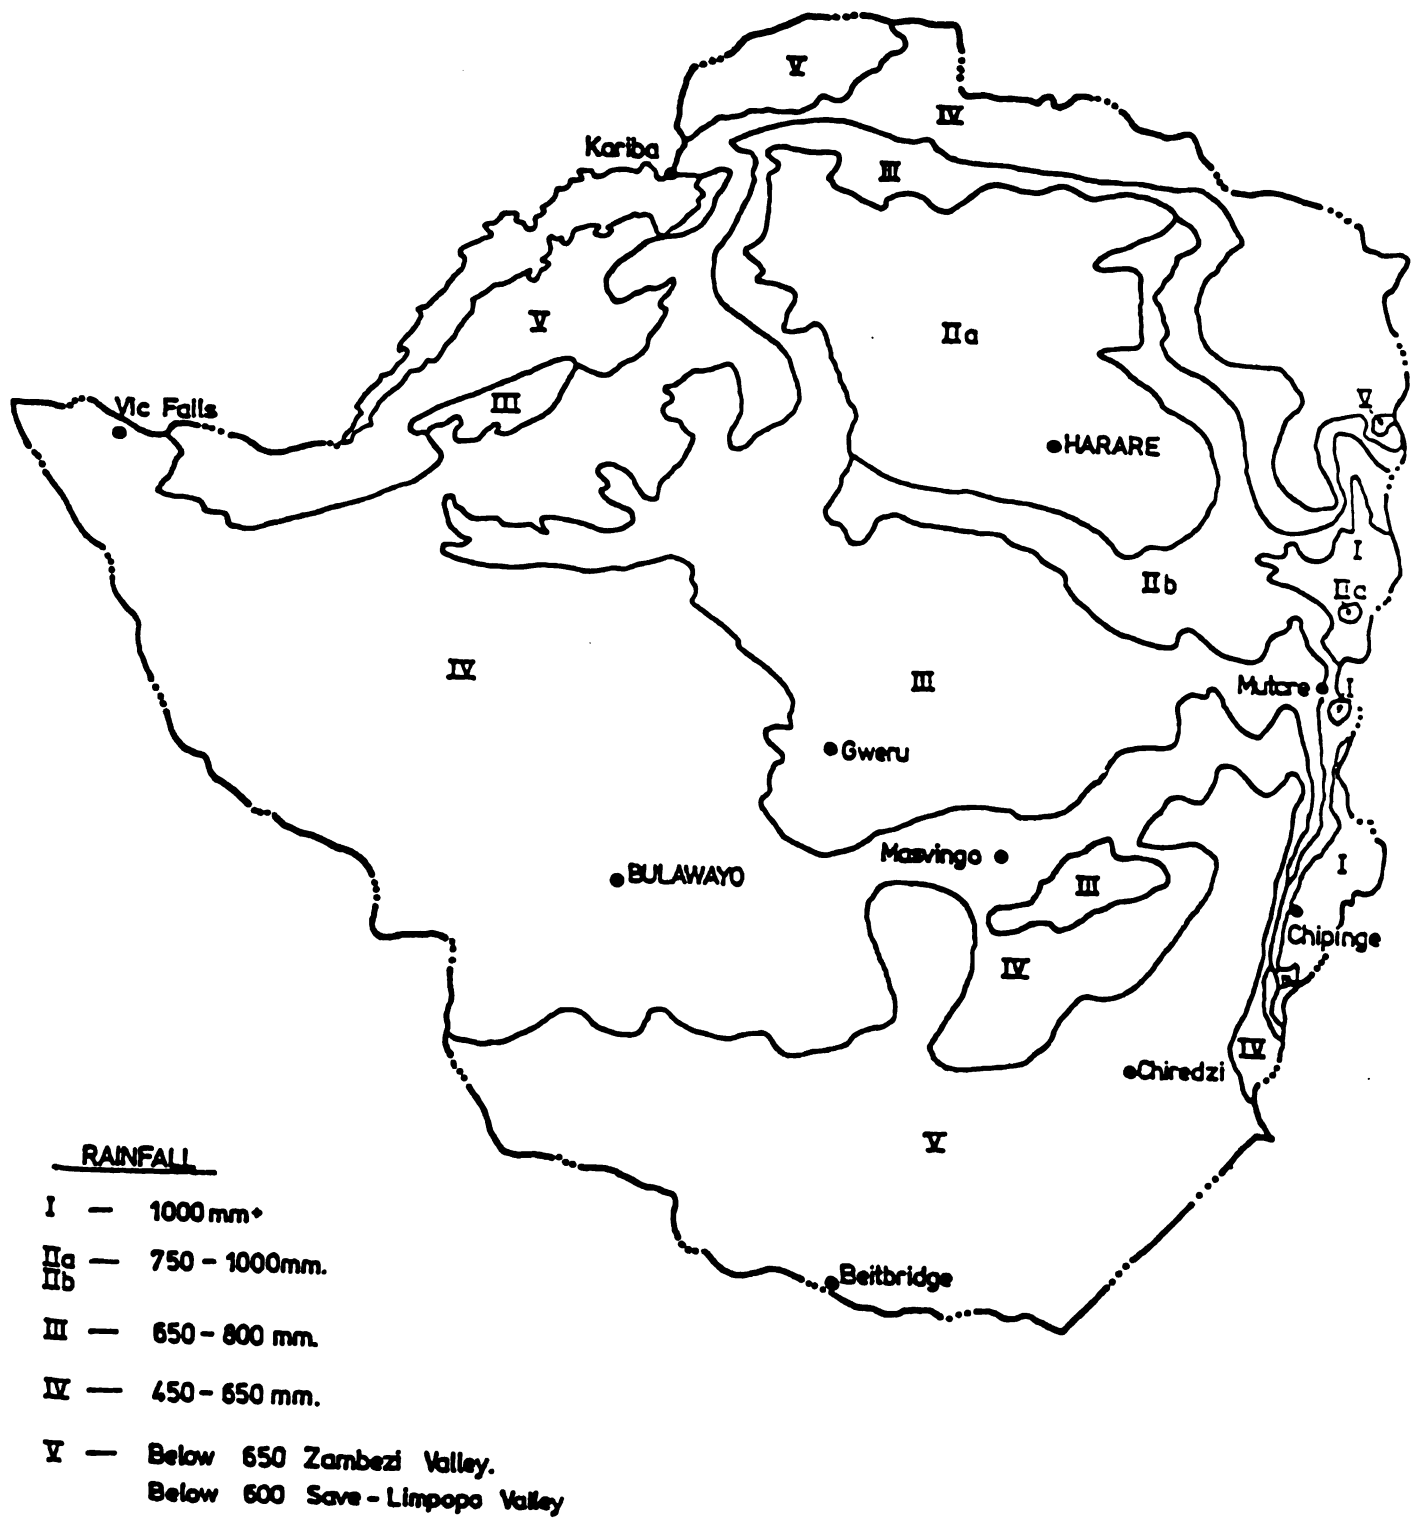 V
IV
Kariba
III
V
IIa
V
Vic Falls
III
HARARE
I
IIb
IIa
IV
III
Mutare
I
Gweru
Masvingo
BULAWAYO
III
I
Chipinge
IV
IV
Chiredzi
V
RAINFALL
I — 1000mm+
IIa — 750 - 1000mm.
IIb
III — 650 - 800 mm.
IV — 450 - 650 mm.
V — Below 650 Zambezi Valley.
Below 600 Save - Limpopo Valley
Beitbridge